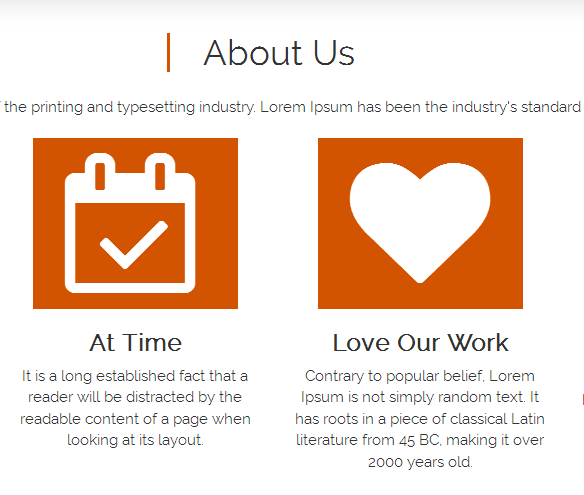 About Us
the printing and typesetting industry. Lorem Ipsum has been the industry's standard
At Time
It is a long established fact that a
reader will be distracted by the
readable content of a page when
looking at its layout.
Love Our Work
Contrary to popular belief, Lorem
Ipsum is not simply random text. It
has roots in a piece of classical Latin
literature from 45 BC, making it over
2000 years old.